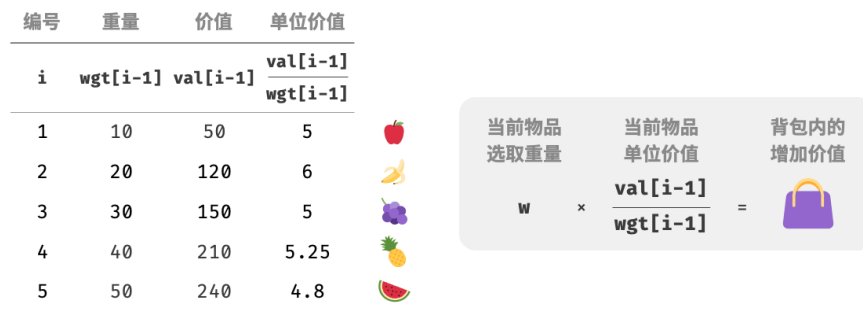 编号 重量 价值 单位价值
i wgt[i-1] val[i-1] val[i-1]
wgt[i-1]
1 10 50 5
2 20 120 6
3 30 150 5
4 40 210 5.25
5 50 240 4.8
当前物品 当前物品 背包内的
选取重量 单位价值 增加价值
w × val[i-1] =
wgt[i-1]